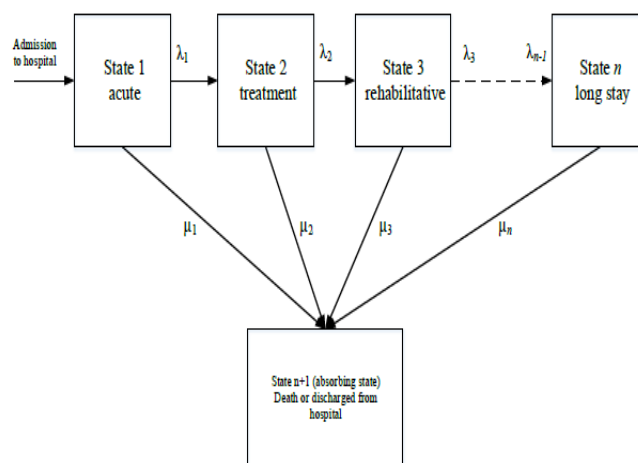 Admission
to hospital
λ1
λ2
λ3
λn-1
State 1
acute
State 2
treatment
State 3
rehabilitative
State n
long stay
μ1
μ2
μ3
μn
State n+1 (absorbing state)
Death or discharged from
hospital